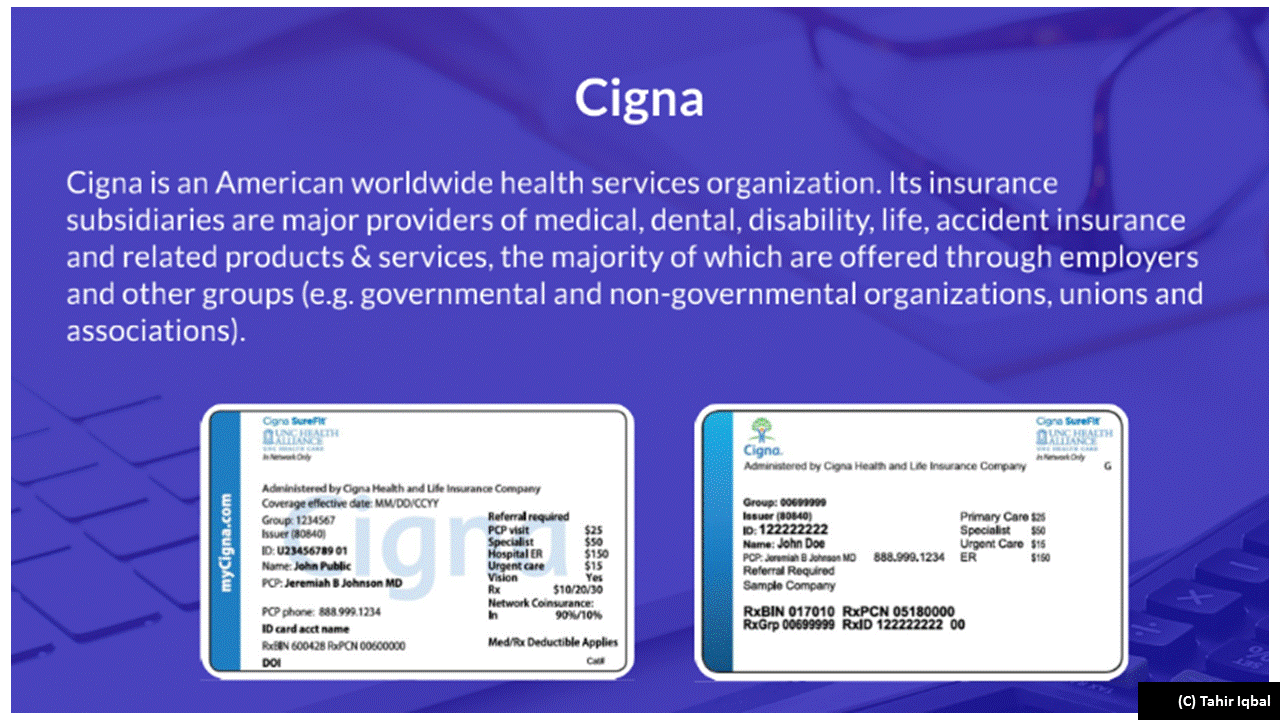 Cigna
Cigna is an American worldwide health services organization. Its insurance
subsidiaries are major providers of medical, dental, disability, life, accident insurance
and related products & services, the majority of which are offered through employers
and other groups (e.g. governmental and non-governmental organizations, unions and
associations).
myCigna.com
Cigna SureFit
UNC HEALTH
ALLIANCE
UNC HEALTH CARE
In Network Only
Administered by Cigna Health and Life Insurance Company
Coverage effective date: MM/DD/CCYY
Cigna
Group: 1234567
Issuer (80840)
ID: U23456789 01
Name: John Public
PCP: Jeremiah B Johnson MD
PCP phone: 888.999.1234
ID card acct name
RxBIN 600428 RxPCN 00600000
DOI
Referral required
PCP visit $25
Specialist $50
Hospital ER $150
Urgent care $15
Vision Yes
Rx $10/20/30
Network Coinsurance:
In 90%/10%
Med/Rx Deductible Applies
Cigna.
Cigna SureFit
UNC HEALTH
ALLIANCE
UNC HEALTH CARE
In Network Only
Administered by Cigna Health and Life Insurance Company
G
Group: 00699999
Issuer (80840)
ID: 122222222
Name: John Doe
PCP: Jeremiah B Johnson MD 888.999.1234
Referral Required
Sample Company
Primary Care $25
Specialist $50
Urgent Care $15
ER $150
RxBIN 017010 RxPCN 05180000
RxGrp 00699999 RxID 122222222 00
(C) Tahir Iqbal